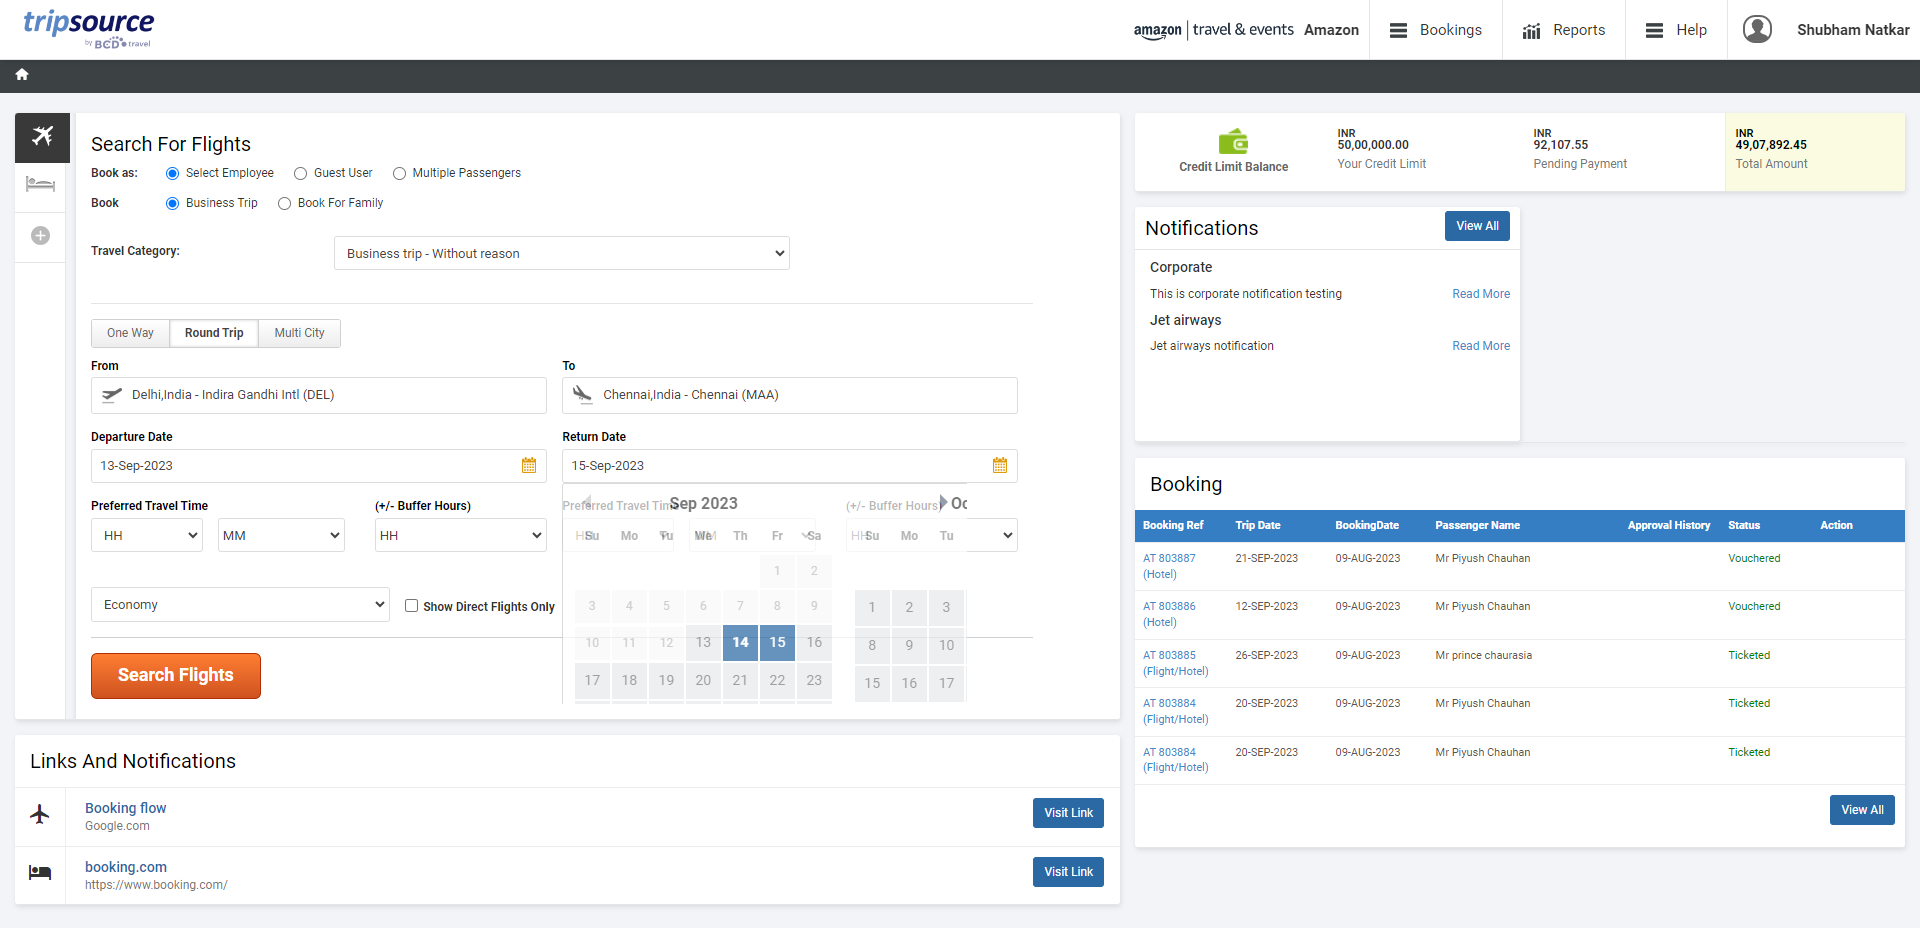 tripsource
by BCD travel
amazon travel & events Amazon
Bookings
Reports
Help
Shubham Natkar
Search For Flights
Book as: Select Employee Guest User Multiple Passengers
Book Business Trip Book For Family
Travel Category: Business trip - Without reason
One Way Round Trip Multi City
From To
Delhi,India - Indira Gandhi Intl (DEL) Chennai,India - Chennai (MAA)
Departure Date Return Date
13-Sep-2023 15-Sep-2023
Preferred Travel Time (+/- Buffer Hours) Preferred Travel Time (+/- Buffer Hours)
HH MM HH HH MM HH
Sep 2023 Oc
Su Mo Tu We Th Fr Sa Su Mo Tu
1 2
3 4 5 6 7 8 9 1 2 3
10 11 12 13 14 15 16 8 9 10
17 18 19 20 21 22 23 15 16 17
Economy Show Direct Flights Only
Search Flights
Links And Notifications
Booking flow
Google.com
Visit Link
booking.com
https://www.booking.com/
Visit Link
Credit Limit Balance
INR
50,00,000.00
Your Credit Limit
INR
92,107.55
Pending Payment
INR
49,07,892.45
Total Amount
Notifications View All
Corporate
This is corporate notification testing Read More
Jet airways
Jet airways notification Read More
Booking
Booking Ref Trip Date BookingDate Passenger Name Approval History Status Action
AT 803887 21-SEP-2023 09-AUG-2023 Mr Piyush Chauhan Vouchered
(Hotel)
AT 803886 12-SEP-2023 09-AUG-2023 Mr Piyush Chauhan Vouchered
(Hotel)
AT 803885 26-SEP-2023 09-AUG-2023 Mr prince chaurasia Ticketed
(Flight/Hotel)
AT 803884 20-SEP-2023 09-AUG-2023 Mr Piyush Chauhan Ticketed
(Flight/Hotel)
AT 803884 20-SEP-2023 09-AUG-2023 Mr Piyush Chauhan Ticketed
(Flight/Hotel)
View All